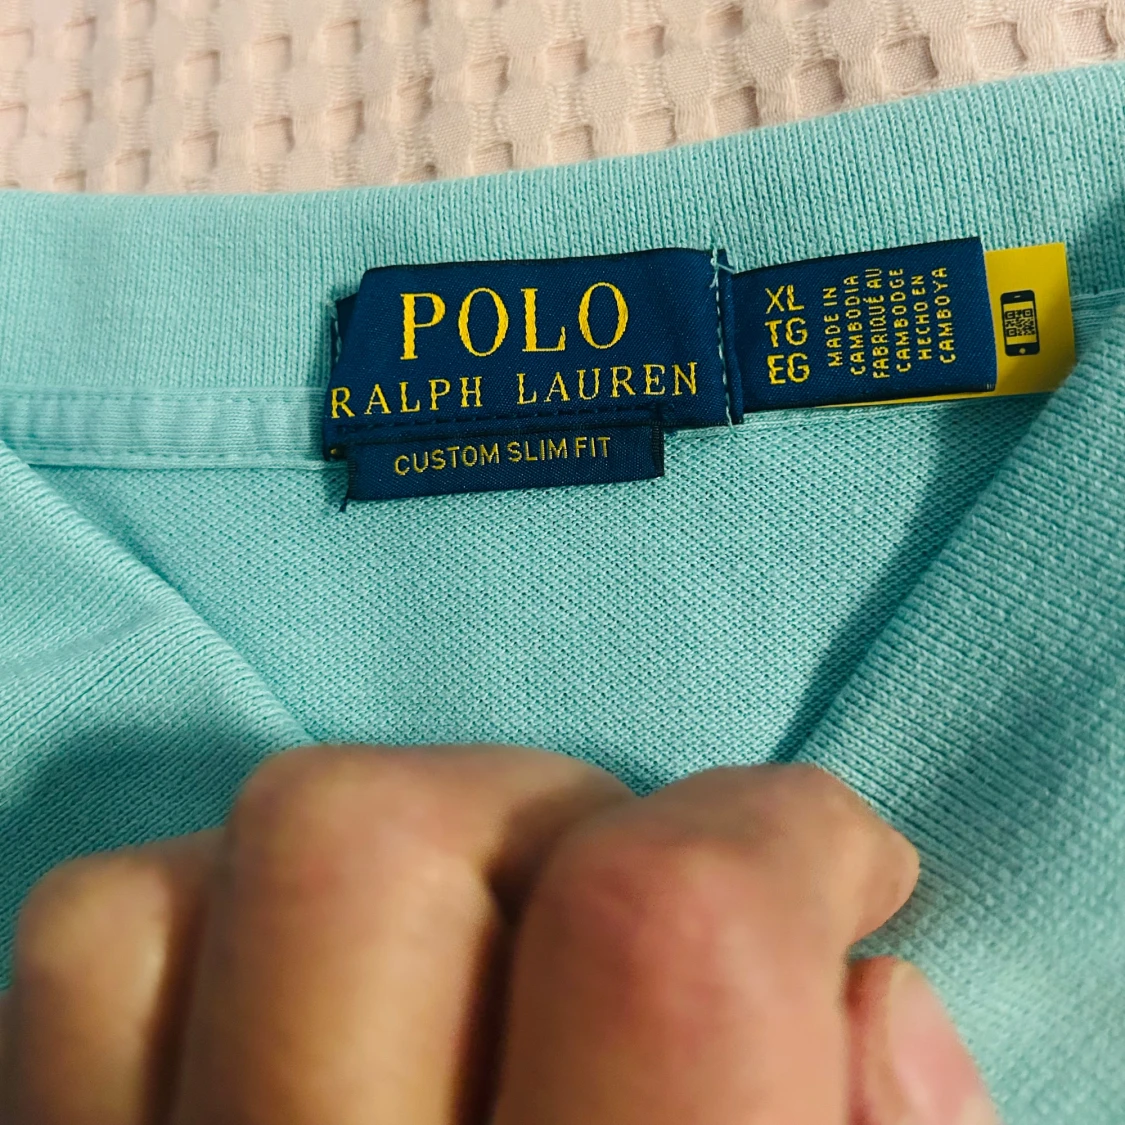 POLO
RALPH LAUREN
CUSTOM SLIM FIT
XL
TG
EG
MADE IN
CAMBODIA
FABRIQUÉ AU
CAMBODGE
HECHO EN
CAMBOYA